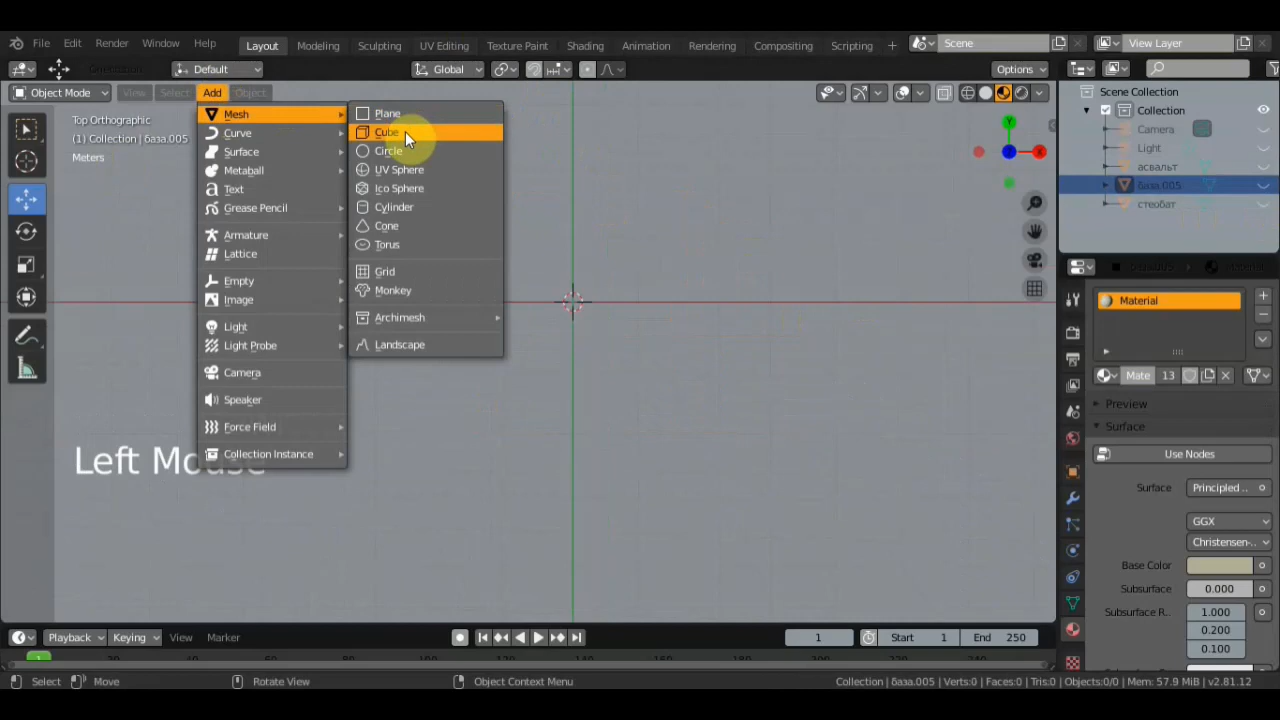 File Edit Render Window Help Layout Modeling Sculpting UV Editing Texture Paint Shading Animation Rendering Compositing Scripting + Scene View Layer
Default Global Options
Object Mode View Select Add Object
Scene Collection
Top Orthographic
(1) Collection | база.005
Meters
Collection
Camera
Light
асвальт
база.005
стеобат
Mesh
Curve
Surface
Metaball
Text
Grease Pencil
Armature
Lattice
Empty
Image
Light
Light Probe
Camera
Speaker
Force Field
Collection Instance
Plane
Cube
Circle
UV Sphere
Ico Sphere
Cylinder
Cone
Torus
Grid
Monkey
Archimesh
Landscape
Y
X
Z
Left Mouse
Material
Mate 13
Preview
Surface
Use Nodes
Surface Principled ..
GGX
Christensen-..
Base Color
Subsurface 0.000
Subsurface R.. 1.000
0.200
0.100
Playback Keying View Marker 1 Start 1 End 250
1
Select Move Rotate View Object Context Menu Collection | база.005 | Verts:0 | Faces:0 | Tris:0 | Objects:0/0 | Mem: 57.9 MiB | v2.81.12